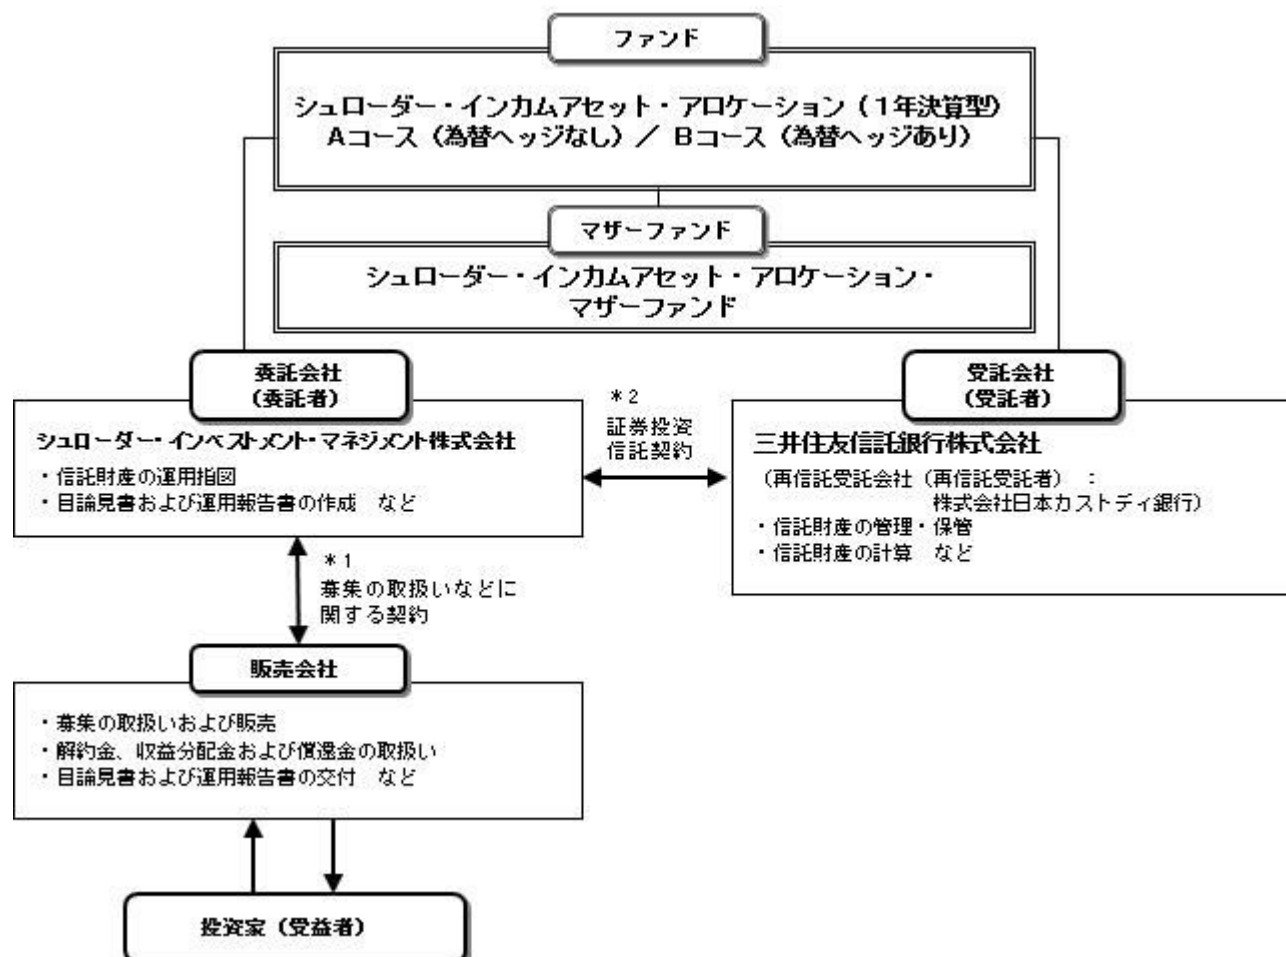 ファンド
シュローダー・インカムアセット・アロケーション（１年決算型）
Ａコース（為替ヘッジなし）／ Ｂコース（為替ヘッジあり）
マザーファンド
シュローダー・インカムアセット・アロケーション・
マザーファンド
委託会社
（委託者）
シュローダー・インベストメント・マネジメント株式会社
・信託財産の運用指図
・目論見書および運用報告書の作成　など
＊２
証券投資
信託契約
受託会社
（受託者）
三井住友信託銀行株式会社
（再信託受託会社（再信託受託者）：
株式会社日本カストディ銀行）
・信託財産の管理・保管
・信託財産の計算　など
＊１
募集の取扱いなどに
関する契約
販売会社
・募集の取扱いおよび販売
・解約金、収益分配金および償還金の取扱い
・目論見書および運用報告書の交付　など
投資家（受益者）